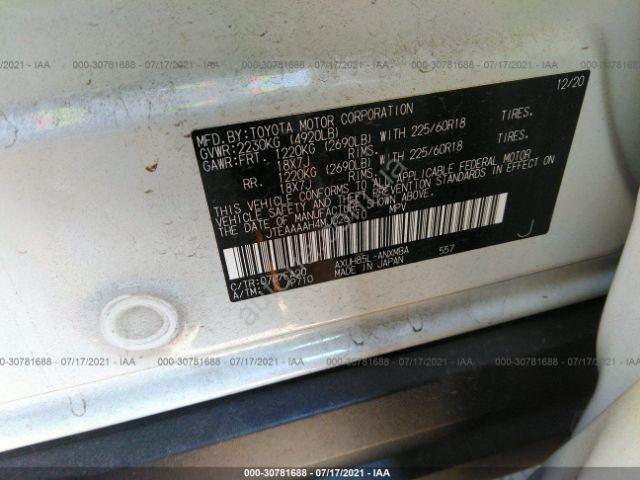 000-30781688 - 07/17/2021 - IAA
12/20
MFD.BY:TOYOTA MOTOR CORPORATION
GVWR:2230KG (4920LB)
GAWR:FRT. 1220KG (2690LB) WITH 225/60R18 TIRES.
18X7J RIMS.
RR. 1220KG (2690LB) WITH 225/60R18 TIRES.
18X7J RIMS.
THIS VEHICLE CONFORMS TO ALL APPLICABLE FEDERAL MOTOR
VEHICLE SAFETY AND THEFT PREVENTION STANDARDS IN EFFECT ON
THE DATE OF MANUFACTURE SHOWN ABOVE.
MPV
AXUH85L-ANXMBA 557
MADE IN JAPAN
J
C/TR:
A/TM:
000-30781688 - 07/17/2021 - IAA
000-30781688 - 07/17/2021 - IAA